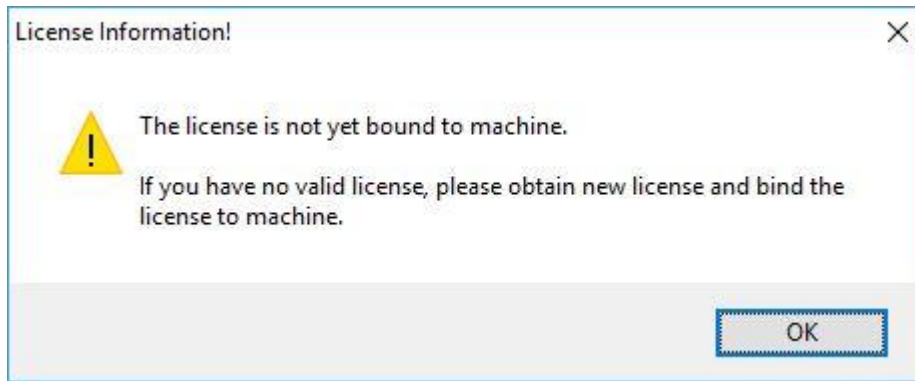 License Information!
The license is not yet bound to machine.
If you have no valid license, please obtain new license and bind the
license to machine.
OK